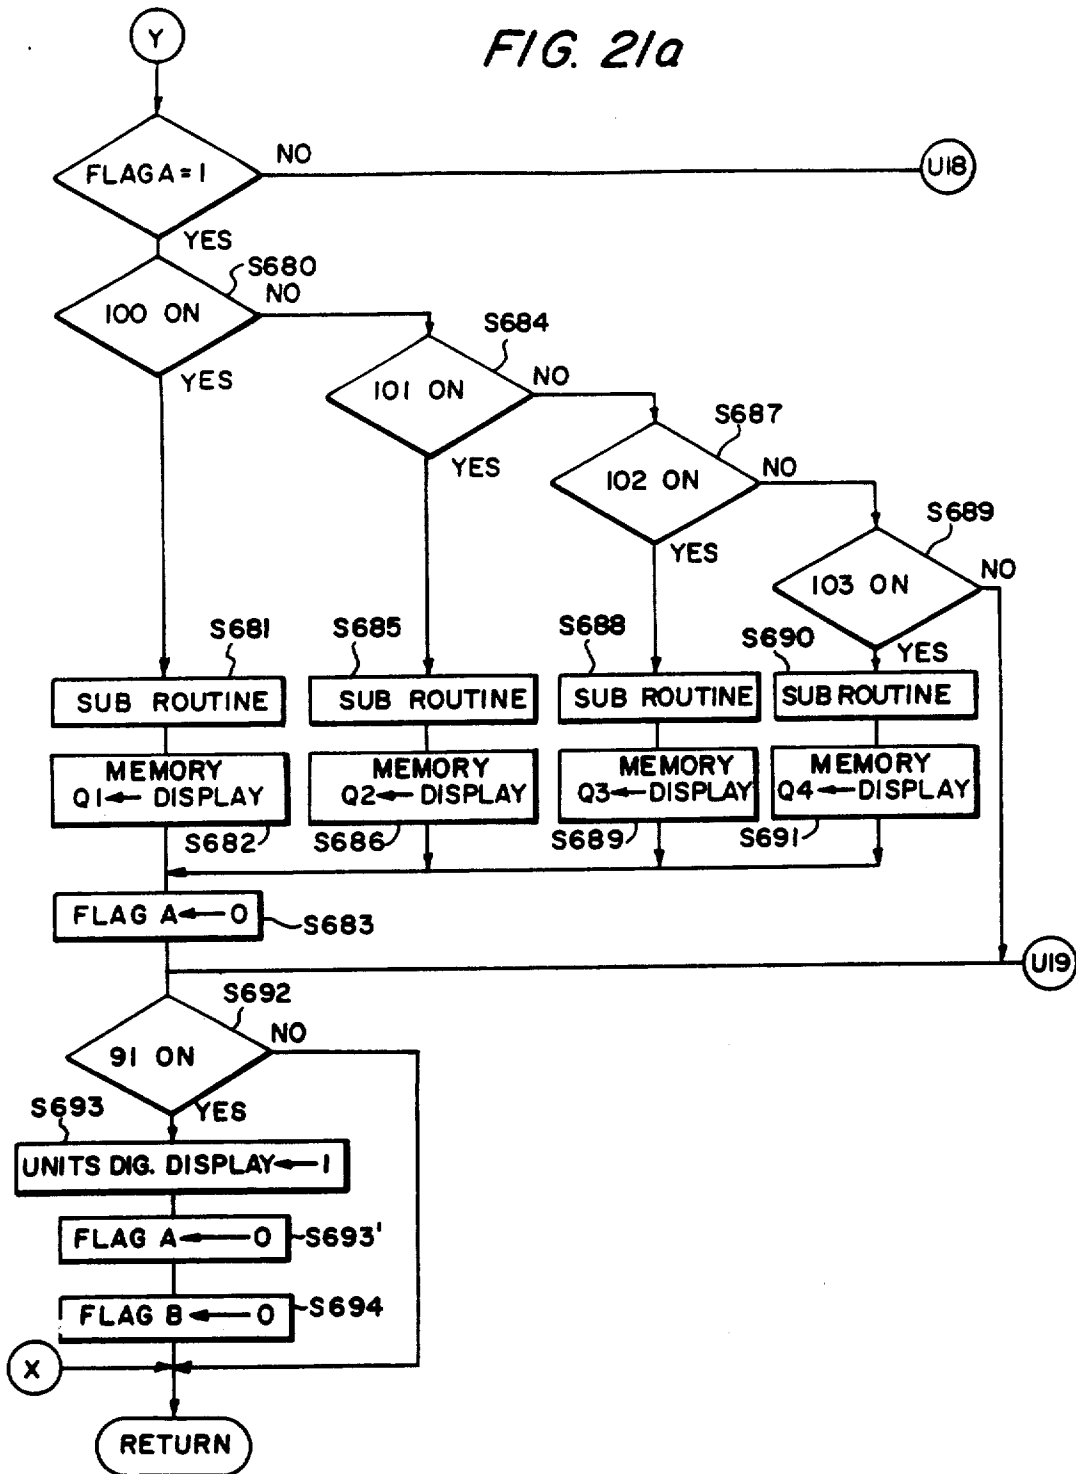 FIG. 21a
Y
FLAG A = 1
NO
U18
YES
S680
100 ON
NO
YES
S684
101 ON
NO
YES
S687
102 ON
NO
YES
S689
103 ON
NO
YES
S681
S685
S688
S690
SUB ROUTINE
SUB ROUTINE
SUB ROUTINE
SUB ROUTINE
MEMORY
Q1 ← DISPLAY
MEMORY
Q2 ← DISPLAY
MEMORY
Q3 ← DISPLAY
MEMORY
Q4 ← DISPLAY
S682
S686
S689
S691
FLAG A ← 0
S683
U19
S692
91 ON
NO
YES
S693
UNITS DIG. DISPLAY ← 1
FLAG A ← 0
S693'
FLAG B ← 0
S694
X
RETURN